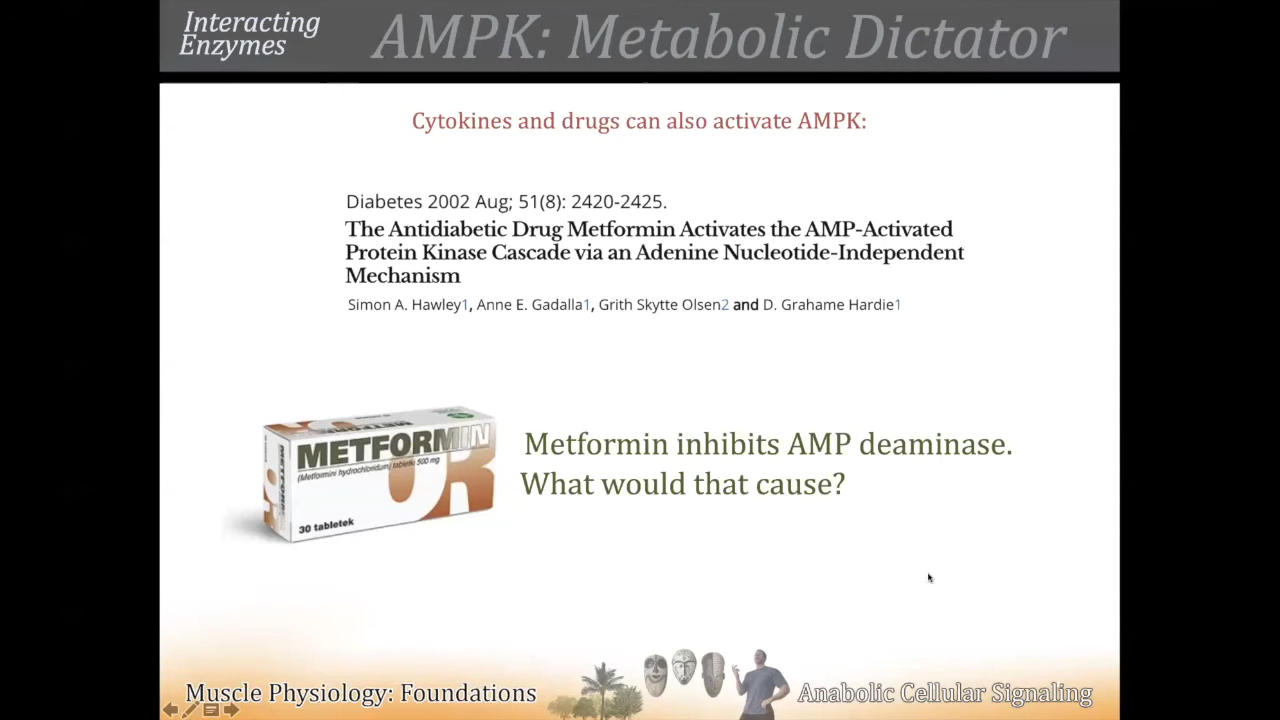 Interacting
Enzymes
AMPK: Metabolic Dictator
Cytokines and drugs can also activate AMPK:
Diabetes 2002 Aug; 51(8): 2420-2425.
The Antidiabetic Drug Metformin Activates the AMP-Activated
Protein Kinase Cascade via an Adenine Nucleotide-Independent
Mechanism
Simon A. Hawley1, Anne E. Gadalla1, Grith Skytte Olsen2 and D. Grahame Hardie1
METFORMIN
(Metformini hydrochloridum) tabletki 500 mg
30 tabletek
Metformin inhibits AMP deaminase.
What would that cause?
Muscle Physiology: Foundations
Anabolic Cellular Signaling